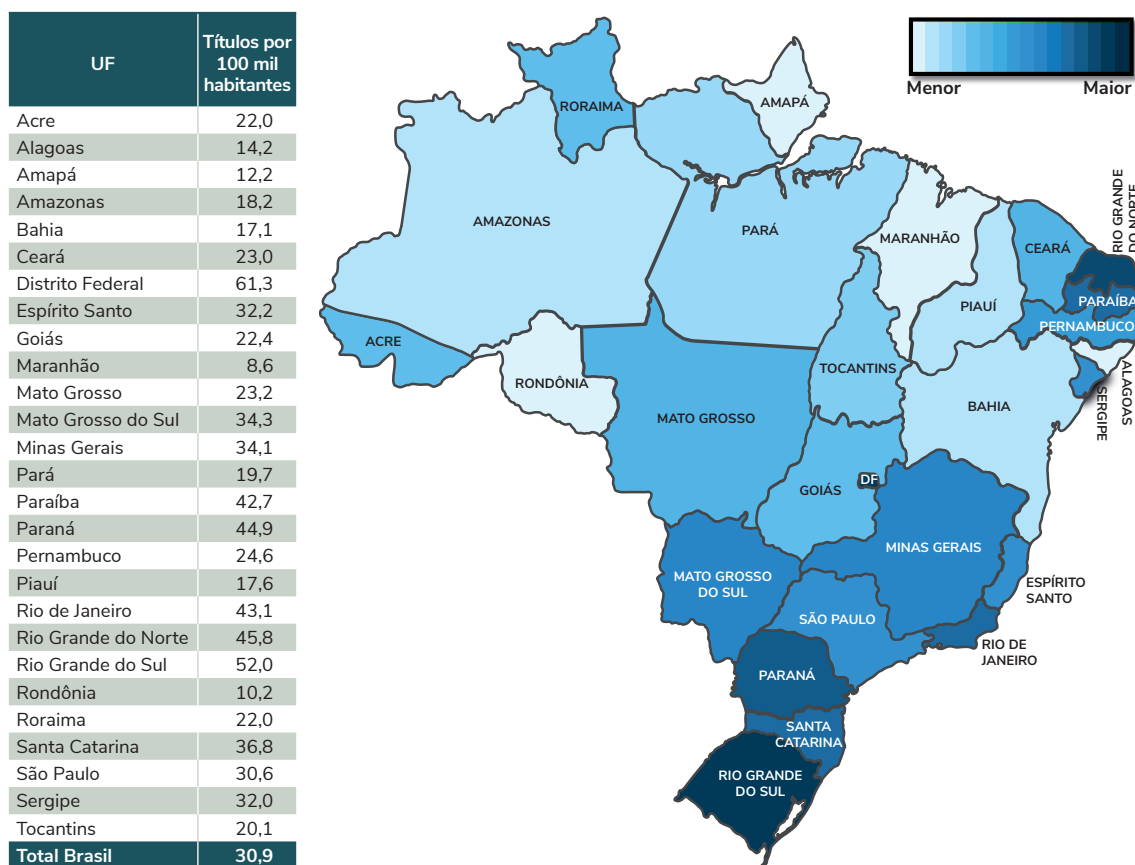 UF
Títulos por
100 mil
habitantes
Acre 22,0
Alagoas 14,2
Amapá 12,2
Amazonas 18,2
Bahia 17,1
Ceará 23,0
Distrito Federal 61,3
Espírito Santo 32,2
Goiás 22,4
Maranhão 8,6
Mato Grosso 23,2
Mato Grosso do Sul 34,3
Minas Gerais 34,1
Pará 19,7
Paraíba 42,7
Paraná 44,9
Pernambuco 24,6
Piauí 17,6
Rio de Janeiro 43,1
Rio Grande do Norte 45,8
Rio Grande do Sul 52,0
Rondônia 10,2
Roraima 22,0
Santa Catarina 36,8
São Paulo 30,6
Sergipe 32,0
Tocantins 20,1
Total Brasil 30,9
Menor Maior
RORAIMA
AMAPÁ
AMAZONAS
PARÁ
MARANHÃO
CEARÁ
RIO GRANDE
DO NORTE
PARAÍBA
PIAUÍ
PERNAMBUCO
ACRE
RONDÔNIA
TOCANTINS
ALAGOAS
SERGIPE
MATO GROSSO
BAHIA
GOIÁS
DF
MINAS GERAIS
MATO GROSSO
DO SUL
ESPÍRITO
SANTO
SÃO PAULO
RIO DE
JANEIRO
PARANÁ
SANTA
CATARINA
RIO GRANDE
DO SUL